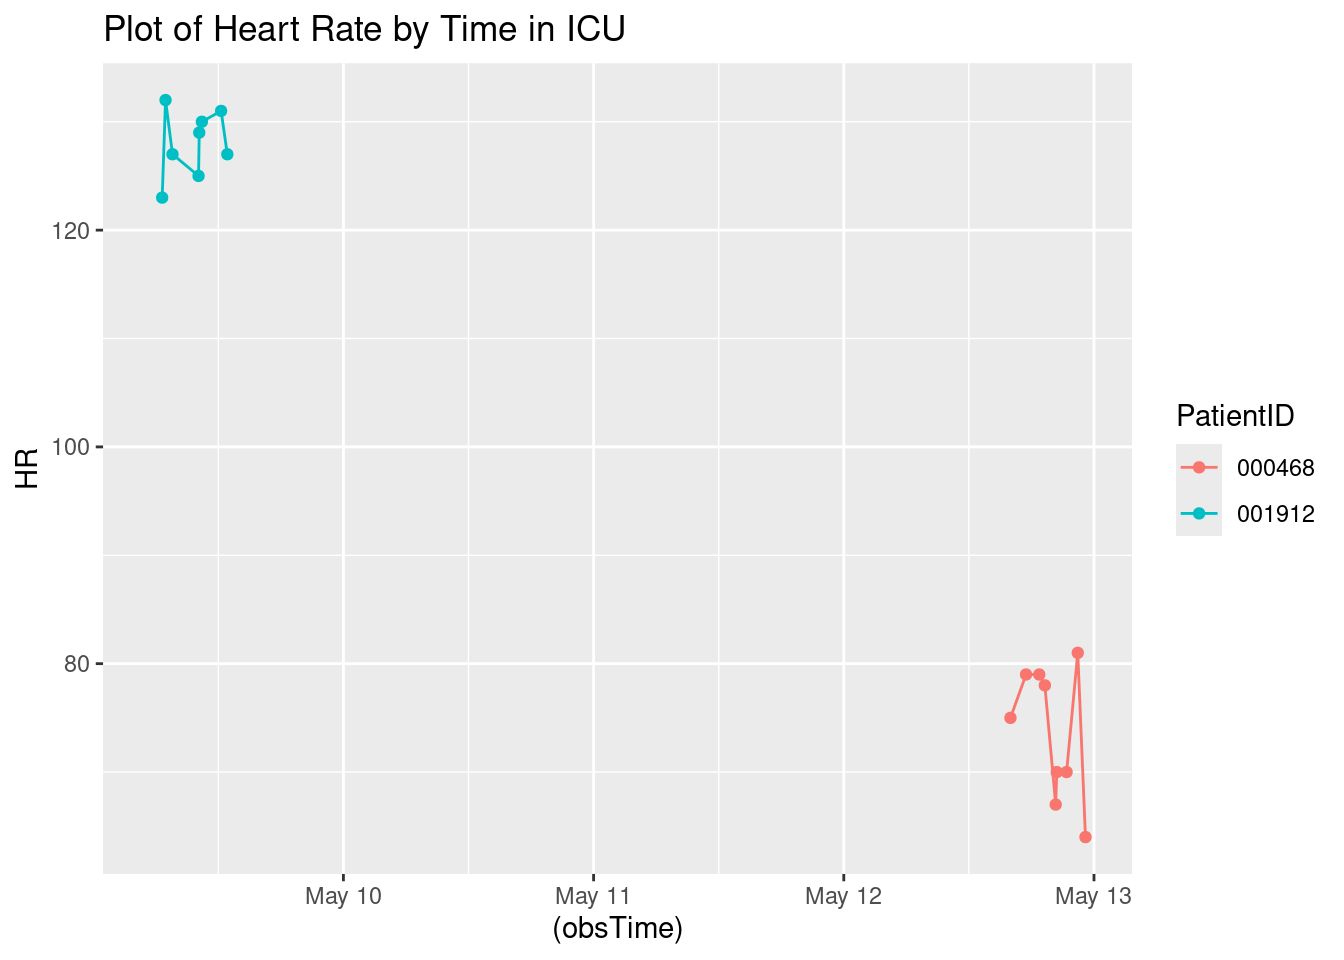 Plot of Heart Rate by Time in ICU
120
100
80
HR
May 10
May 11
May 12
May 13
(obsTime)
PatientID
000468
001912